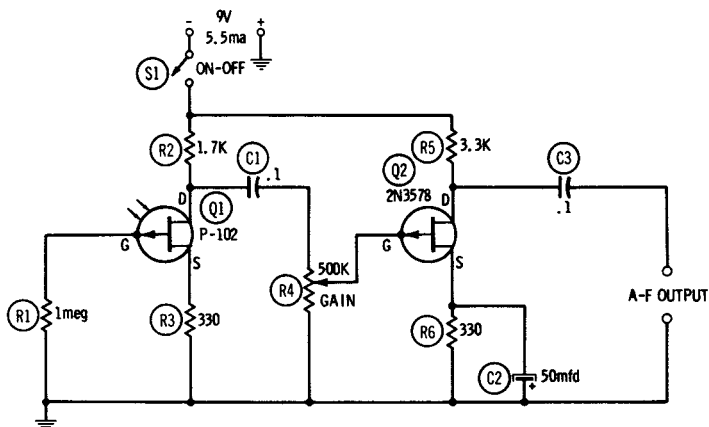 - 9V +
5.5ma
S1 ON-OFF
R2 1.7K
C1
.1
R5 3.3K
C3
.1
Q1
P-102
D
G
S
Q2
2N3578
D
G
S
R1 1meg
R3 330
R4 500K
GAIN
R6 330
C2 50mfd
+
A-F OUTPUT